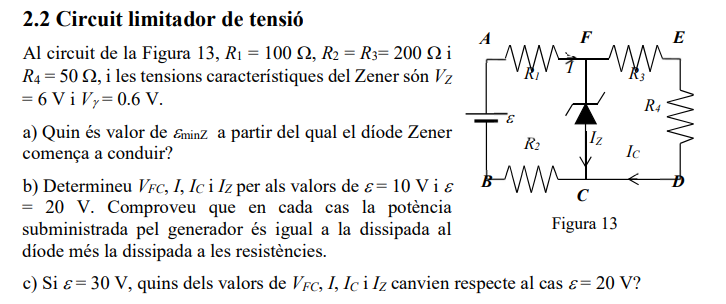 2.2 Circuit limitador de tensió
Al circuit de la Figura 13, R1 = 100 Ω, R2 = R3= 200 Ω i
R4 = 50 Ω, i les tensions característiques del Zener són VZ
= 6 V i Vγ = 0.6 V.
a) Quin és valor de εminZ a partir del qual el díode Zener
comença a conduir?
b) Determineu VFC, I, IC i IZ per als valors de ε = 10 V i ε
= 20 V. Comproveu que en cada cas la potència
subministrada pel generador és igual a la dissipada al
díode més la dissipada a les resistències.
c) Si ε = 30 V, quins dels valors de VFC, I, IC i IZ canvien respecte al cas ε = 20 V?
A
F
E
R1
I
R3
R4
ε
R2
IZ
IC
B
C
D
Figura 13